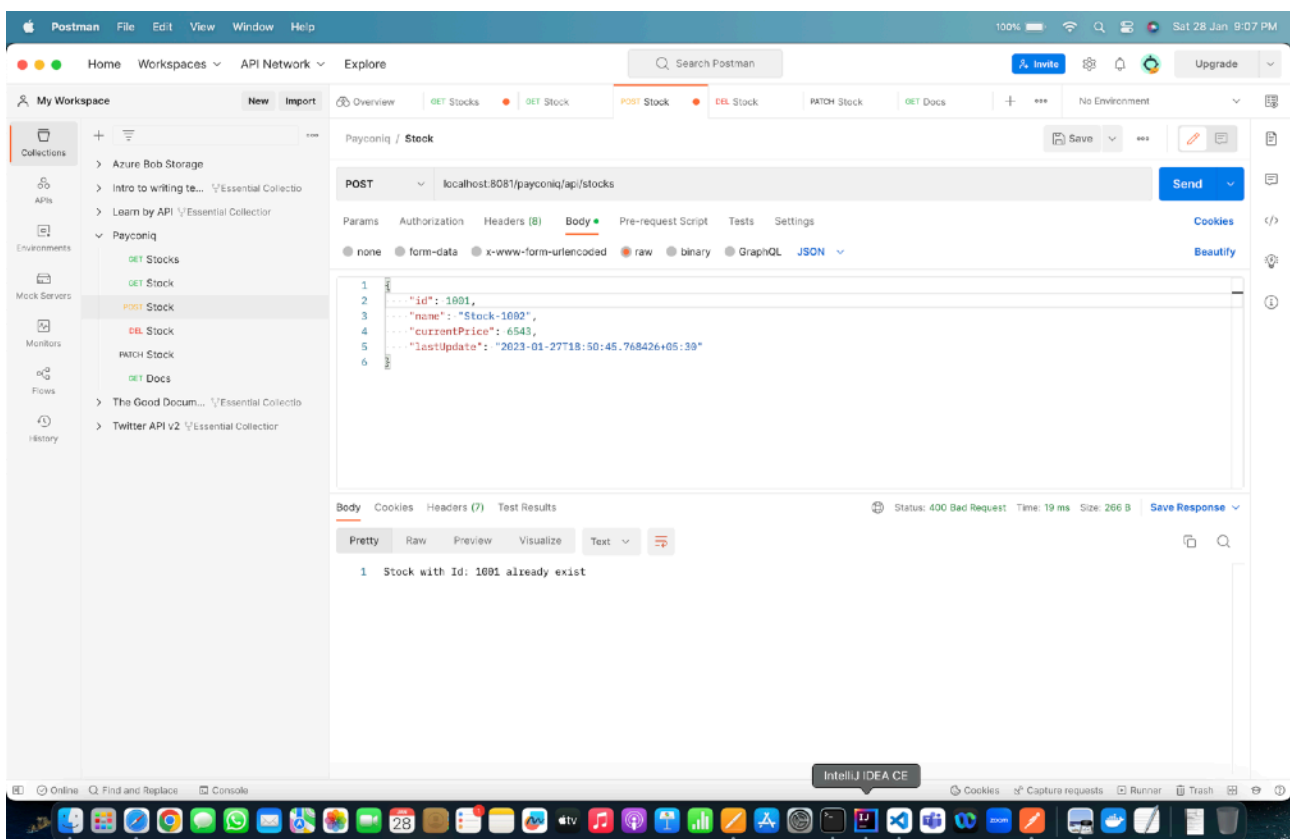 Postman File Edit View Window Help 100% Sat 28 Jan 9:07 PM
Home Workspaces API Network Explore Search Postman Invite Upgrade
My Workspace New Import Overview GET Stocks GET Stock POST Stock DEL Stock PATCH Stock GET Docs No Environment
Payconiq / Stock Save
Collections
APIs
Environments
Mock Servers
Monitors
Flows
History
Azure Bob Storage
Intro to writing te... Essential Collectio
Learn by API Essential Collection
Payconiq
GET Stocks
GET Stock
POST Stock
DEL Stock
PATCH Stock
GET Docs
The Good Docum... Essential Collectio
Twitter API v2 Essential Collection
POST localhost:8081/payconiq/api/stocks Send
Params Authorization Headers (8) Body Pre-request Script Tests Settings Cookies
none form-data x-www-form-urlencoded raw binary GraphQL JSON Beautify
1 {
2 "id": 1001,
3 "name": "Stock-1002",
4 "currentPrice": 6543,
5 "lastUpdate": "2023-01-27T18:50:45.768426+05:30"
6 }
Body Cookies Headers (7) Test Results Status: 400 Bad Request Time: 19 ms Size: 266 B Save Response
Pretty Raw Preview Visualize Text
1 Stock with Id: 1001 already exist
IntelliJ IDEA CE
Online Find and Replace Console Cookies Capture requests Runner Trash
28 tv zoom